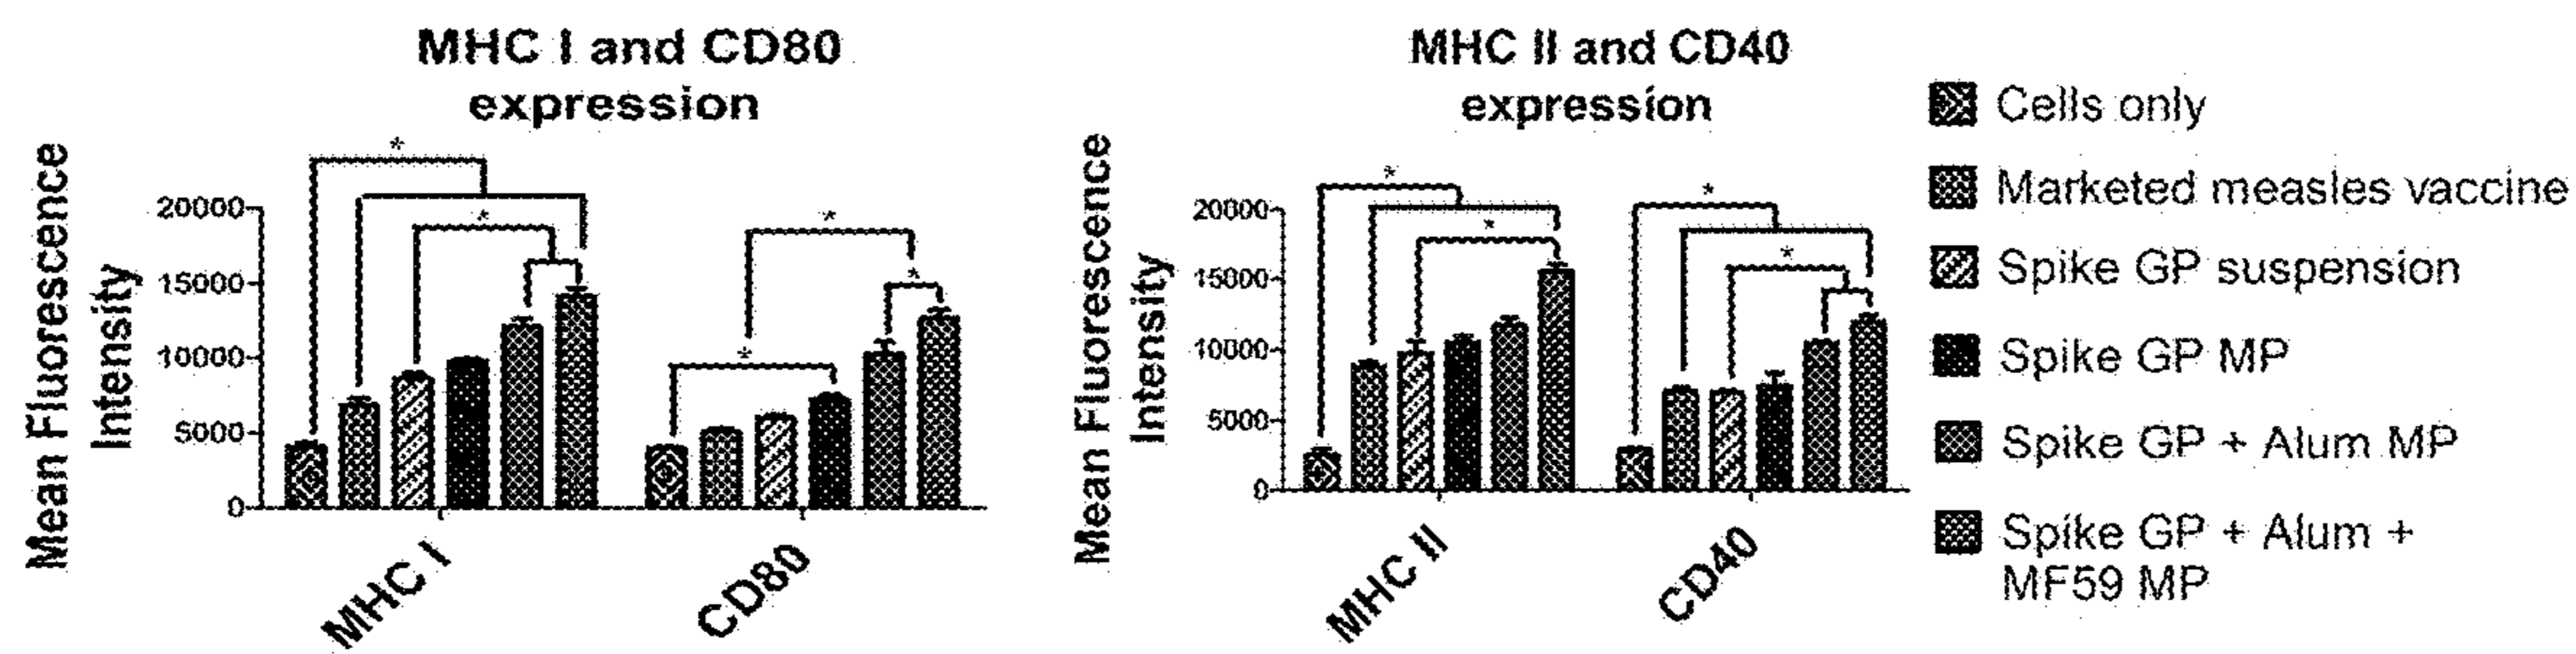 MHC I and CD80
expression
Mean Fluorescence
Intensity
20000
15000
10000
5000
0
*
*
*
*
*
MHC I
CD80
MHC II and CD40
expression
Mean Fluorescence
Intensity
20000
15000
10000
5000
0
*
*
*
*
MHC II
CD40
Cells only
Marketed measles vaccine
Spike GP suspension
Spike GP MP
Spike GP + Alum MP
Spike GP + Alum +
MF59 MP